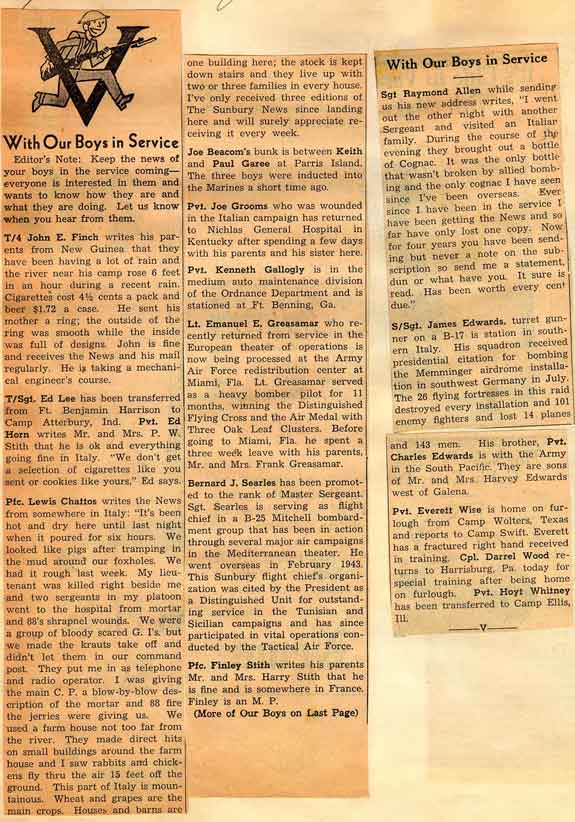 With Our Boys in Service
Editor's Note: Keep the news of
your boys in the service coming—
everyone is interested in them and
wants to know how they are and
what they are doing. Let us know
when you hear from them.
T/4 John E. Finch writes his par-
ents from New Guinea that they
have been having a lot of rain and
the river near his camp rose 6 feet
in during a recent rain.
Cigarettes cost 4½ cents a pack and
beer $1.72 a case. He sent his
mother a ring; the outside of the
ring was smooth while the inside
was full of designs. John is fine
and receives the News and his mail
regularly. He is taking a mechani-
cal engineer's course.
T/Sgt. Ed Lee has been transferred
from Ft. Benjamin Harrison to
Camp Atterbury, Ind. Pvt. Ed
Horn writes Mr. and Mrs. P. W.
Stith that he is ok and everything
going fine in Italy. "We don't get
a selection of cigarettes like you
sent or cookies like yours," Ed says.
Pfc. Lewis Chattos writes the News
from somewhere in Italy: "It's been
hot and dry here until last night
when it poured for six hours. We
looked like pigs after tramping in
the mud around our foxholes. We
had it rough last week. My lieu-
tenant was killed right beside me
and two sergeants in my platoon
went to the hospital from mortar
and 88's shrapnel wounds. We were
a group of bloody scared G. I.'s. but
we made the krauts take off and
didn't let them in our command
post. They put me in as telephone
and radio operator. I was giving
the main C. P. a blow-by-blow des-
cription of the mortar and 88 fire
the jerries were giving us. We
used a farm house not too far from
the river. They made direct hits
on small buildings around the farm
house and I saw rabbits and chick-
ens fly thru the air 15 feet off the
ground. This part of Italy is moun-
tainous. Wheat and grapes are the
main crops. Houses and barns are
one building here; the stock is kept
down stairs and they live up with
two or three families in every house.
I've only received three editions of
The Sunbury News since landing
here and will surely appreciate re-
ceiving it every week.
Joe Beacom's bunk is between Keith
and Paul Garee at Parris Island.
The three boys were inducted into
the Marines a short time ago.
Pvt. Joe Grooms who was wounded
in the Italian campaign has returned
to Nichlas General Hospital in
Kentucky after spending a few days
with his parents and his sister here.
Pvt. Kenneth Gallogly is in the
medium auto maintenance division
of the Ordnance Department and is
stationed at Ft. Benning, Ga.
Lt. Emanuel E. Greasamar who re-
cently returned from service in the
European theater of operations is
now being processed at the Army
Air Force redistribution center at
Miami, Fla. Lt. Greasamar served
as a heavy bomber pilot for 11
months, winning the Distinguished
Flying Cross and the Air Medal with
Three Oak Leaf Clusters. Before
going to Miami, Fla. he spent a
three week leave with his parents,
Mr. and Mrs. Frank Greasamar.
Bernard J. Searles has been promot-
ed to the rank of Master Sergeant.
Sgt. Searles is serving as flight
chief in a B-25 Mitchell bombard-
ment group that has been in action
through several major air campaigns
in the Mediterranean theater. He
went overseas in February 1943.
This Sunbury flight chief's organi-
zation was cited by the President as
a Distinguished Unit for outstand-
ing service in the Tunisian and
Sicilian campaigns and has since
participated in vital operations con-
ducted by the Tactical Air Force.
Pfc. Finley Stith writes his parents
Mr. and Mrs. Harry Stith that he
is fine and is somewhere in France.
Finley is an M. P.
(More of Our Boys on Last Page)
With Our Boys in Service
Sgt Raymond Allen while sending
us his new address writes, "I went
out the other night with another
Sergeant and visited an Italian
family. During the course of the
evening they brought out a bottle
of Cognac. It was the only bottle
that wasn't broken by allied bomb-
ing and the only cognac I have seen
since I've been overseas. Ever
since I have been in the service I
have been getting the News and so
far have only lost one copy. Now
for four years you have been send-
ing but never a note on the sub-
scription so send me a statement,
dun or what have you. It sure is
read. Has been worth every cent
due."
S/Sgt. James Edwards, turret gun-
ner on a B-17 is station in south-
ern Italy. His squadron received
presidential citation for bombing
the Memminger airdrome installa-
tion in southwest Germany in July.
The 26 flying fortresses in this raid
destroyed every installation and 101
enemy fighters and lost 14 planes
and 143 men. His brother, Pvt.
Charles Edwards is with the Army
in the South Pacific. They are sons
of Mr. and Mrs. Harvey Edwards
west of Galena.
Pvt. Everett Wise is home on fur-
lough from Camp Wolters, Texas
and reports to Camp Swift. Everett
has a fractured right hand received
in training. Cpl. Darrel Wood re-
turns to Harrisburg, Pa. today for
special training after being home
on furlough. Pvt. Hoyt Whitney
has been transferred to Camp Ellis,
Ill.
V